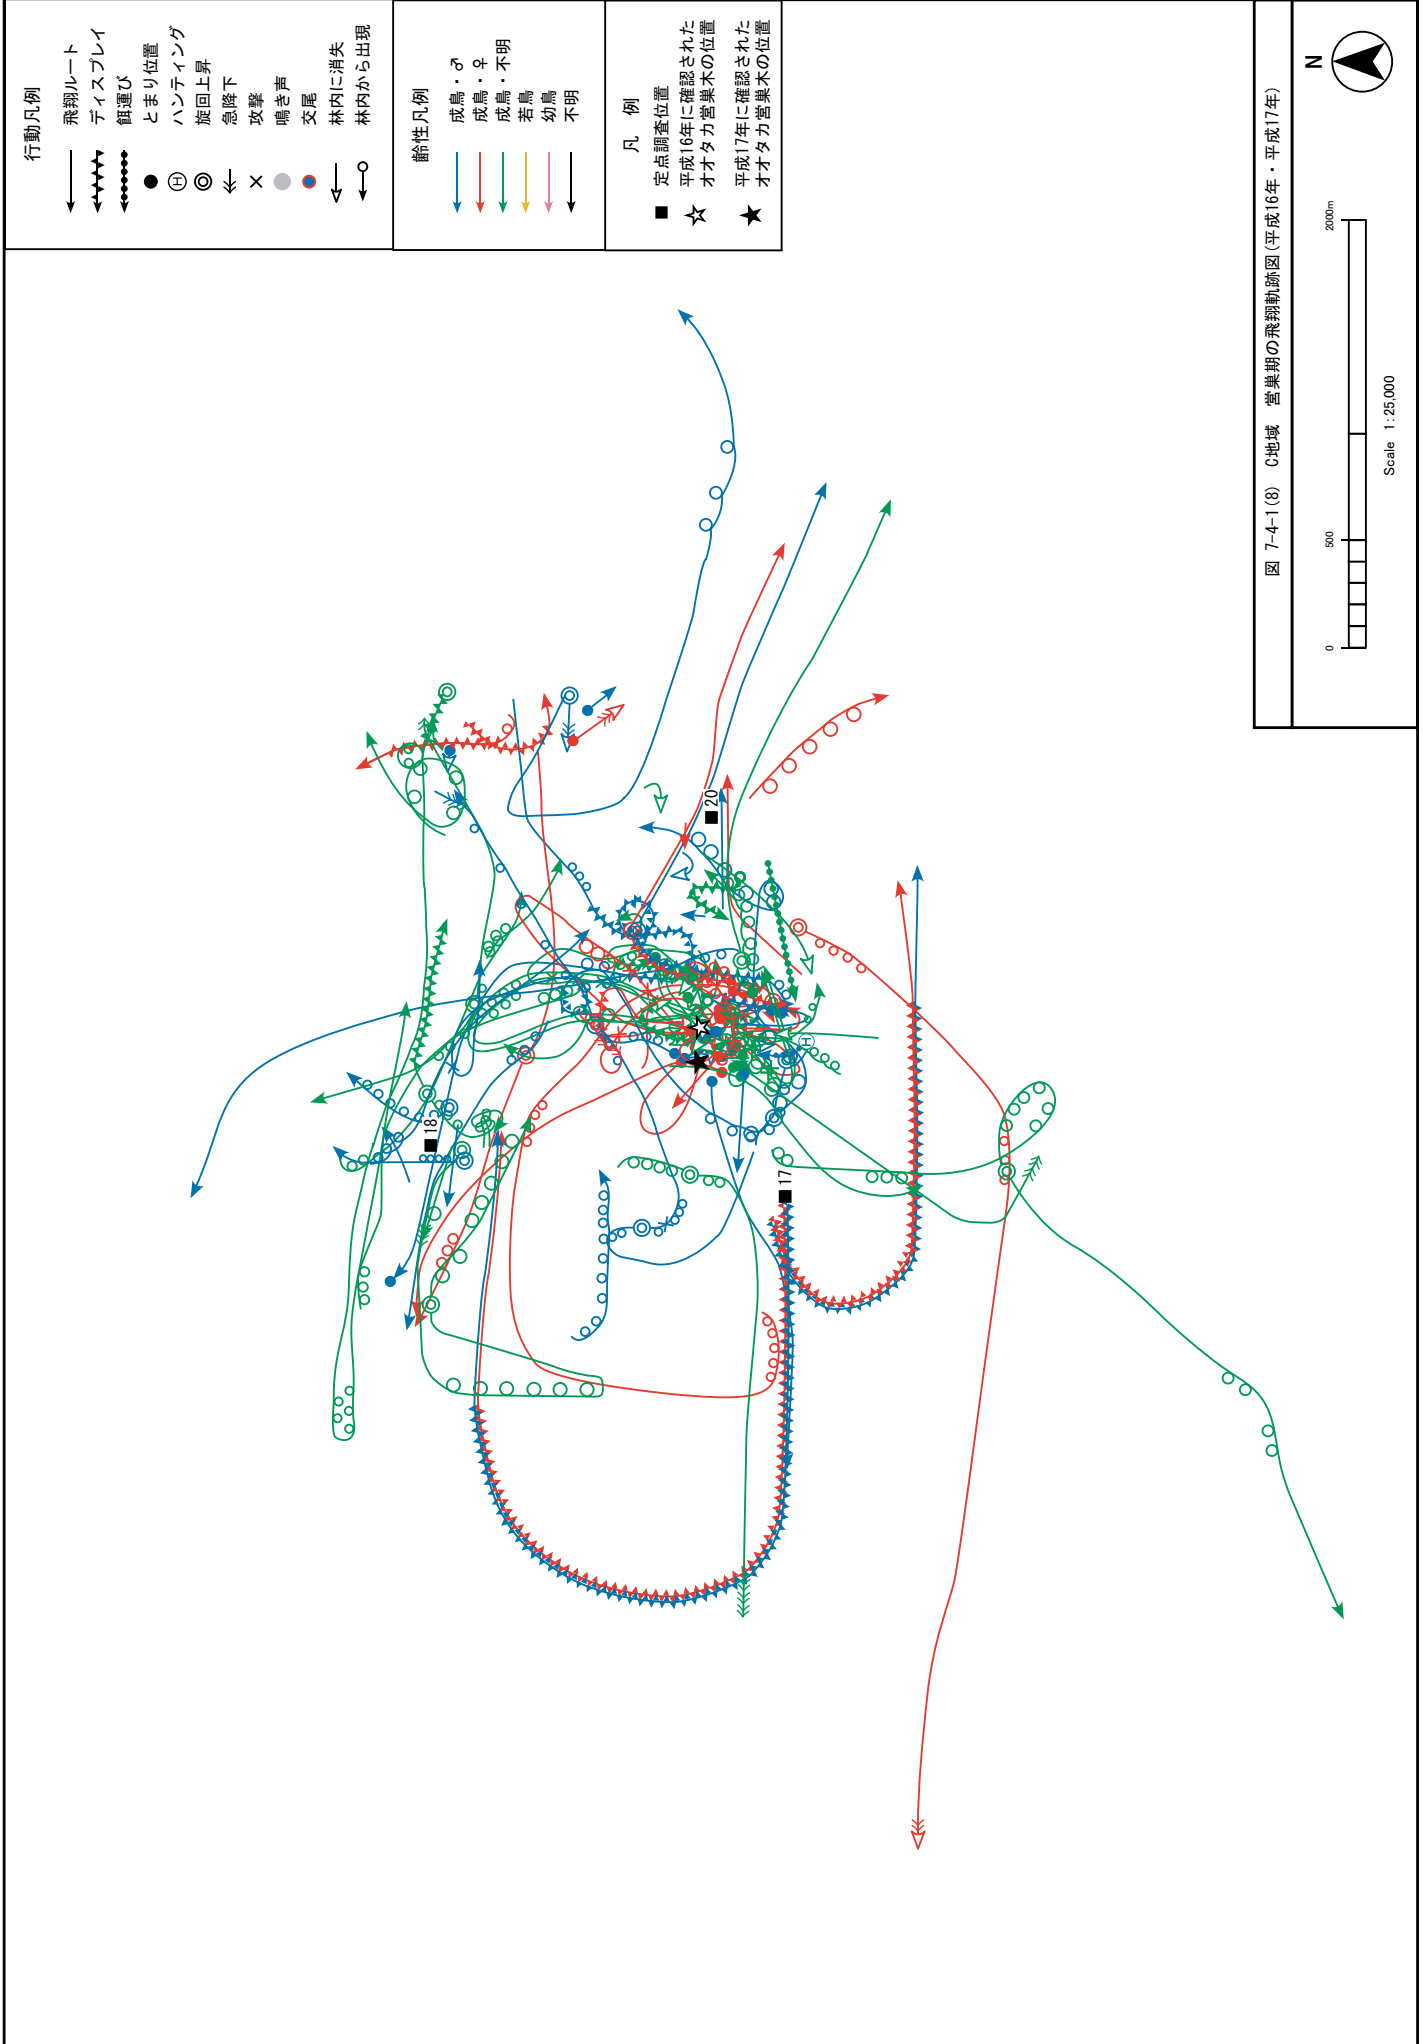 行動凡例
飛翔ルート
ディスプレイ
餌運び
とまり位置
ハンティング
H
旋回上昇
急降下
攻撃
鳴き声
交尾
林内に消失
林内から出現
齢性凡例
成鳥・♂
成鳥・♀
成鳥・不明
若鳥
幼鳥
不明
凡 例
定点調査位置
平成16年に確認された
オオタカ営巣木の位置
平成17年に確認された
オオタカ営巣木の位置
20
18
17
H
図 7-4-1(8) C地域 営巣期の飛翔軌跡図(平成16年・平成17年)
N
0
500
2000m
Scale 1:25,000